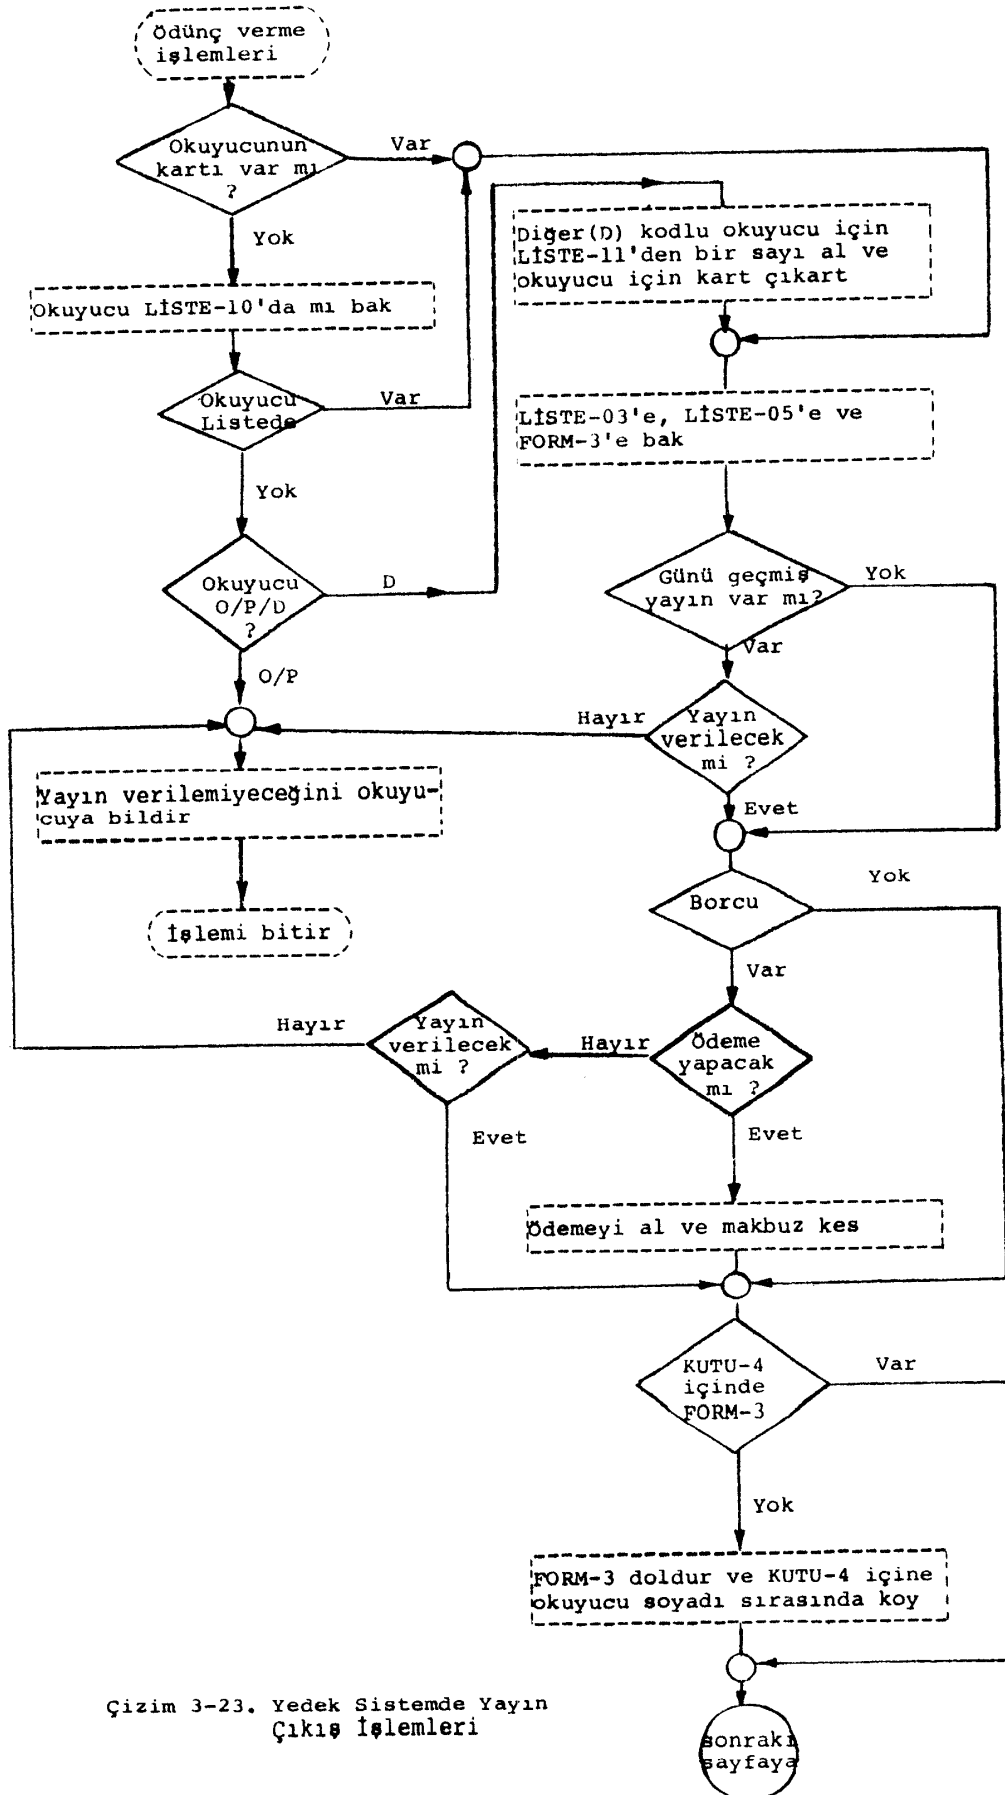 Ödünç verme
işlemleri
Okuyucunun
kartı var mı
?
Var
Yok
Okuyucu LİSTE-10'da mı bak
Okuyucu
Listede
Var
Yok
Okuyucu
O/P/D
?
D
O/P
Diğer(D) kodlu okuyucu için
LİSTE-11'den bir sayı al ve
okuyucu için kart çıkart
LİSTE-03'e, LİSTE-05'e ve
FORM-3'e bak
Günü geçmiş
yayın var mı?
Yok
Var
Yayın
verilecek
mi ?
Hayır
Evet
Yayın verilemiyeceğini okuyu-
cuya bildir
İşlemi bitir
Borcu
Yok
Var
Ödeme
yapacak
mı ?
Hayır
Yayın
verilecek
mi ?
Hayır
Evet
Evet
Ödemeyi al ve makbuz kes
KUTU-4
içinde
FORM-3
Var
Yok
FORM-3 doldur ve KUTU-4 içine
okuyucu soyadı sırasında koy
sonraki
sayfaya
Çizim 3-23. Yedek Sistemde Yayın
Çıkış İşlemleri